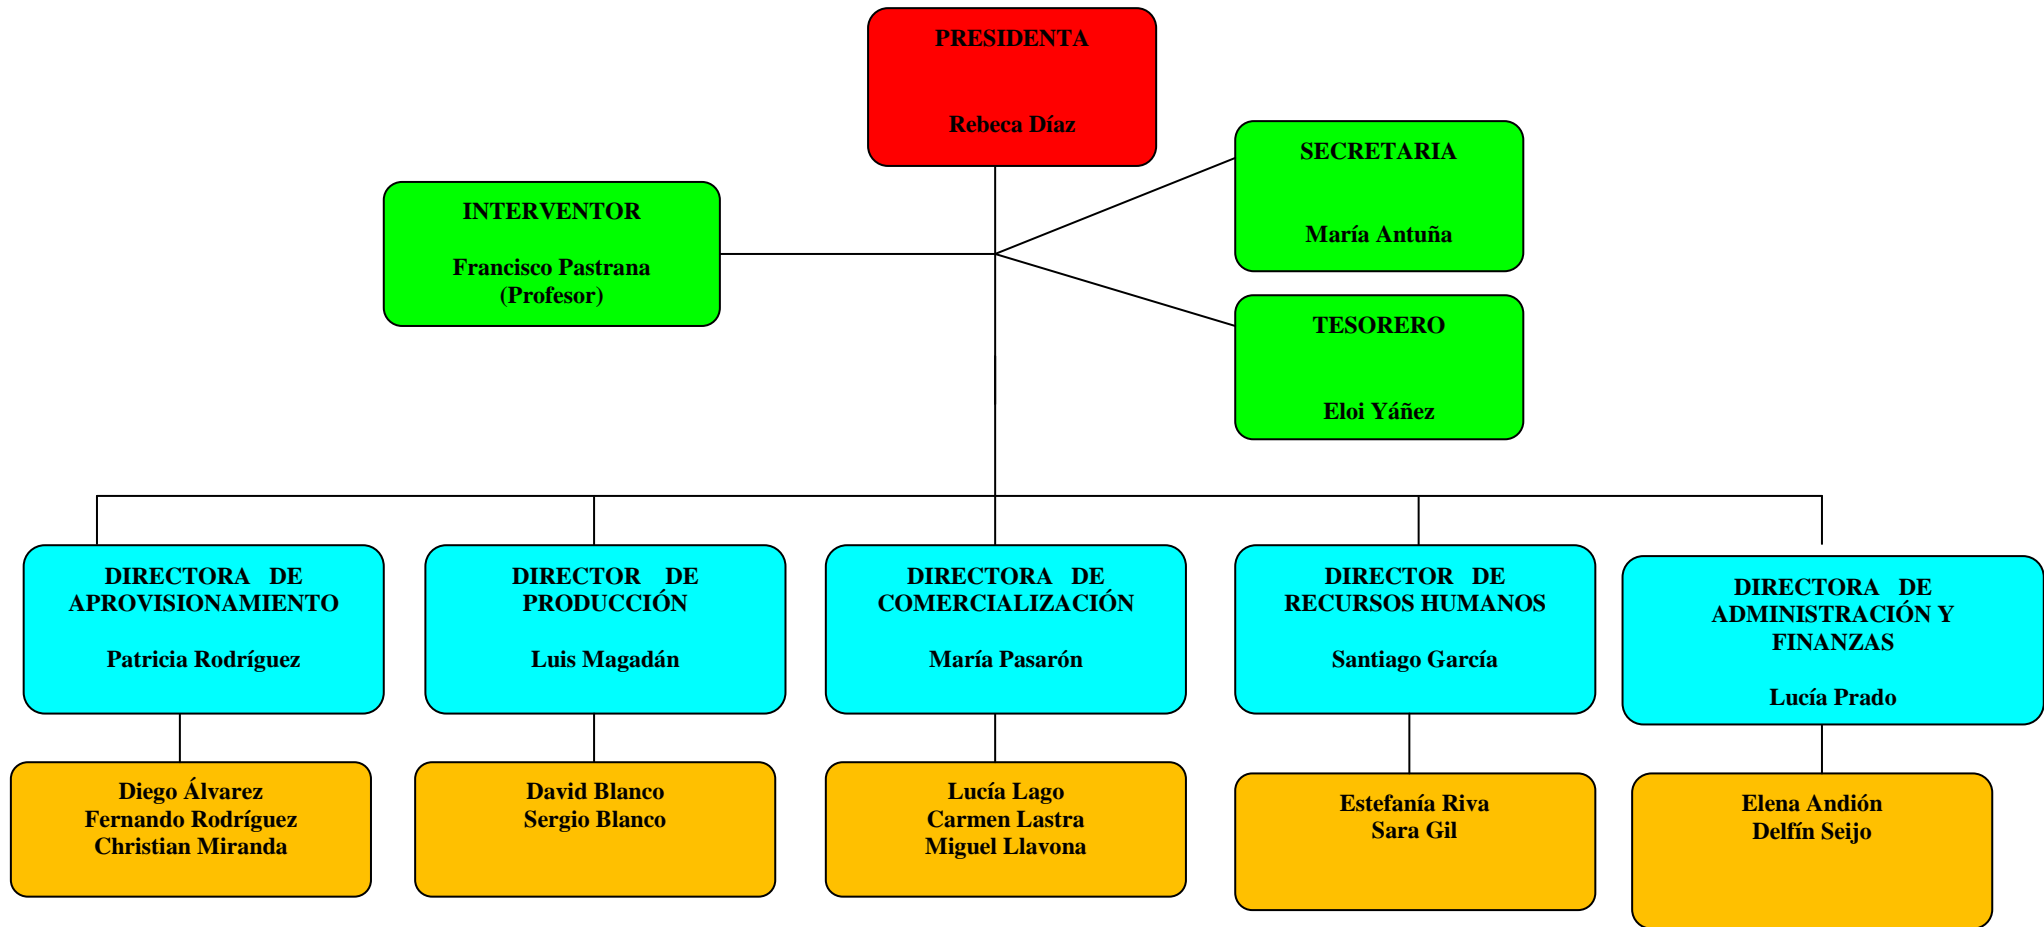 PRESIDENTA
Rebeca Díaz
SECRETARIA
María Antuña
INTERVENTOR
Francisco Pastrana
(Profesor)
TESORERO
Eloi Yáñez
DIRECTORA DE
APROVISIONAMIENTO
Patricia Rodríguez
DIRECTOR DE
PRODUCCIÓN
Luis Magadán
DIRECTORA DE
COMERCIALIZACIÓN
María Pasarón
DIRECTOR DE
RECURSOS HUMANOS
Santiago García
DIRECTORA DE
ADMINISTRACIÓN Y
FINANZAS
Lucía Prado
Diego Álvarez
Fernando Rodríguez
Christian Miranda
David Blanco
Sergio Blanco
Lucía Lago
Carmen Lastra
Miguel Llavona
Estefanía Riva
Sara Gil
Elena Andión
Delfín Seijo